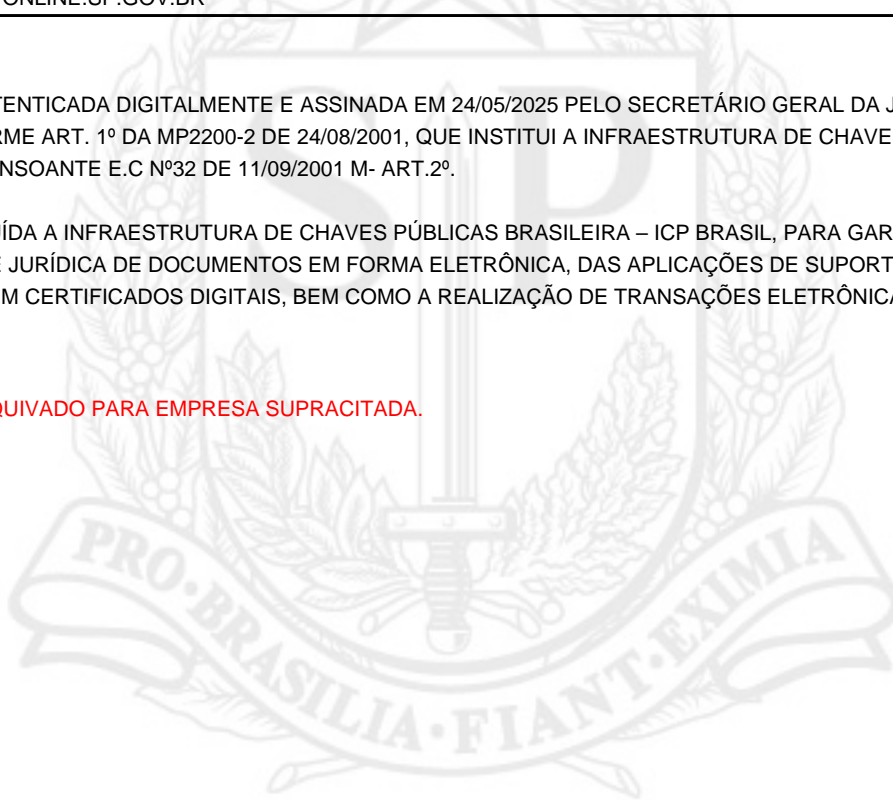 ONLINE.SP.GOV.BR
TENTICADA DIGITALMENTE E ASSINADA EM 24/05/2025 PELO SECRETÁRIO GERAL DA J
RME ART. 1º DA MP2200-2 DE 24/08/2001, QUE INSTITUI A INFRAESTRUTURA DE CHAVE
NSOANTE E.C Nº32 DE 11/09/2001 M- ART.2º.
ÍDA A INFRAESTRUTURA DE CHAVES PÚBLICAS BRASILEIRA – ICP BRASIL, PARA GAR
E JURÍDICA DE DOCUMENTOS EM FORMA ELETRÔNICA, DAS APLICAÇÕES DE SUPORT
M CERTIFICADOS DIGITAIS, BEM COMO A REALIZAÇÃO DE TRANSAÇÕES ELETRÔNICA
QUIVADO PARA EMPRESA SUPRACITADA.
SP
PRO·BRASILIA·FIANT·EXIMIA